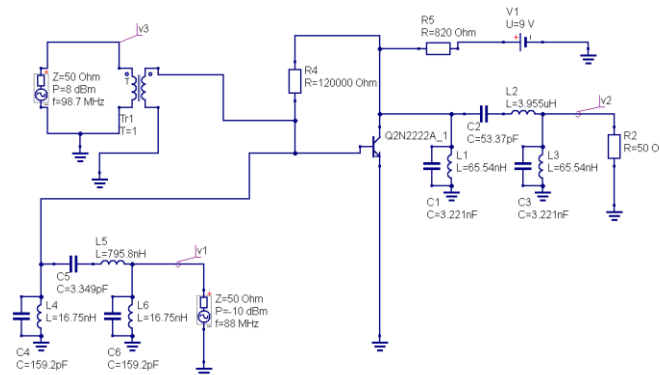 v3
Z=50 Ohm
P=8 dBm
f=98.7 MHz
T
Tr1
T=1
R4
R=120000 Ohm
R5
R=820 Ohm
V1
U=9 V
Q2N2222A_1
C2
C=53.37pF
L2
L=3.955uH
v2
R2
R=50 O
L1
L=65.54nH
L3
L=65.54nH
C1
C=3.221nF
C3
C=3.221nF
L5
L=795.8nH
v1
C5
C=3.349pF
L4
L=16.75nH
L6
L=16.75nH
Z=50 Ohm
P=-10 dBm
f=88 MHz
C4
C=159.2pF
C6
C=159.2pF